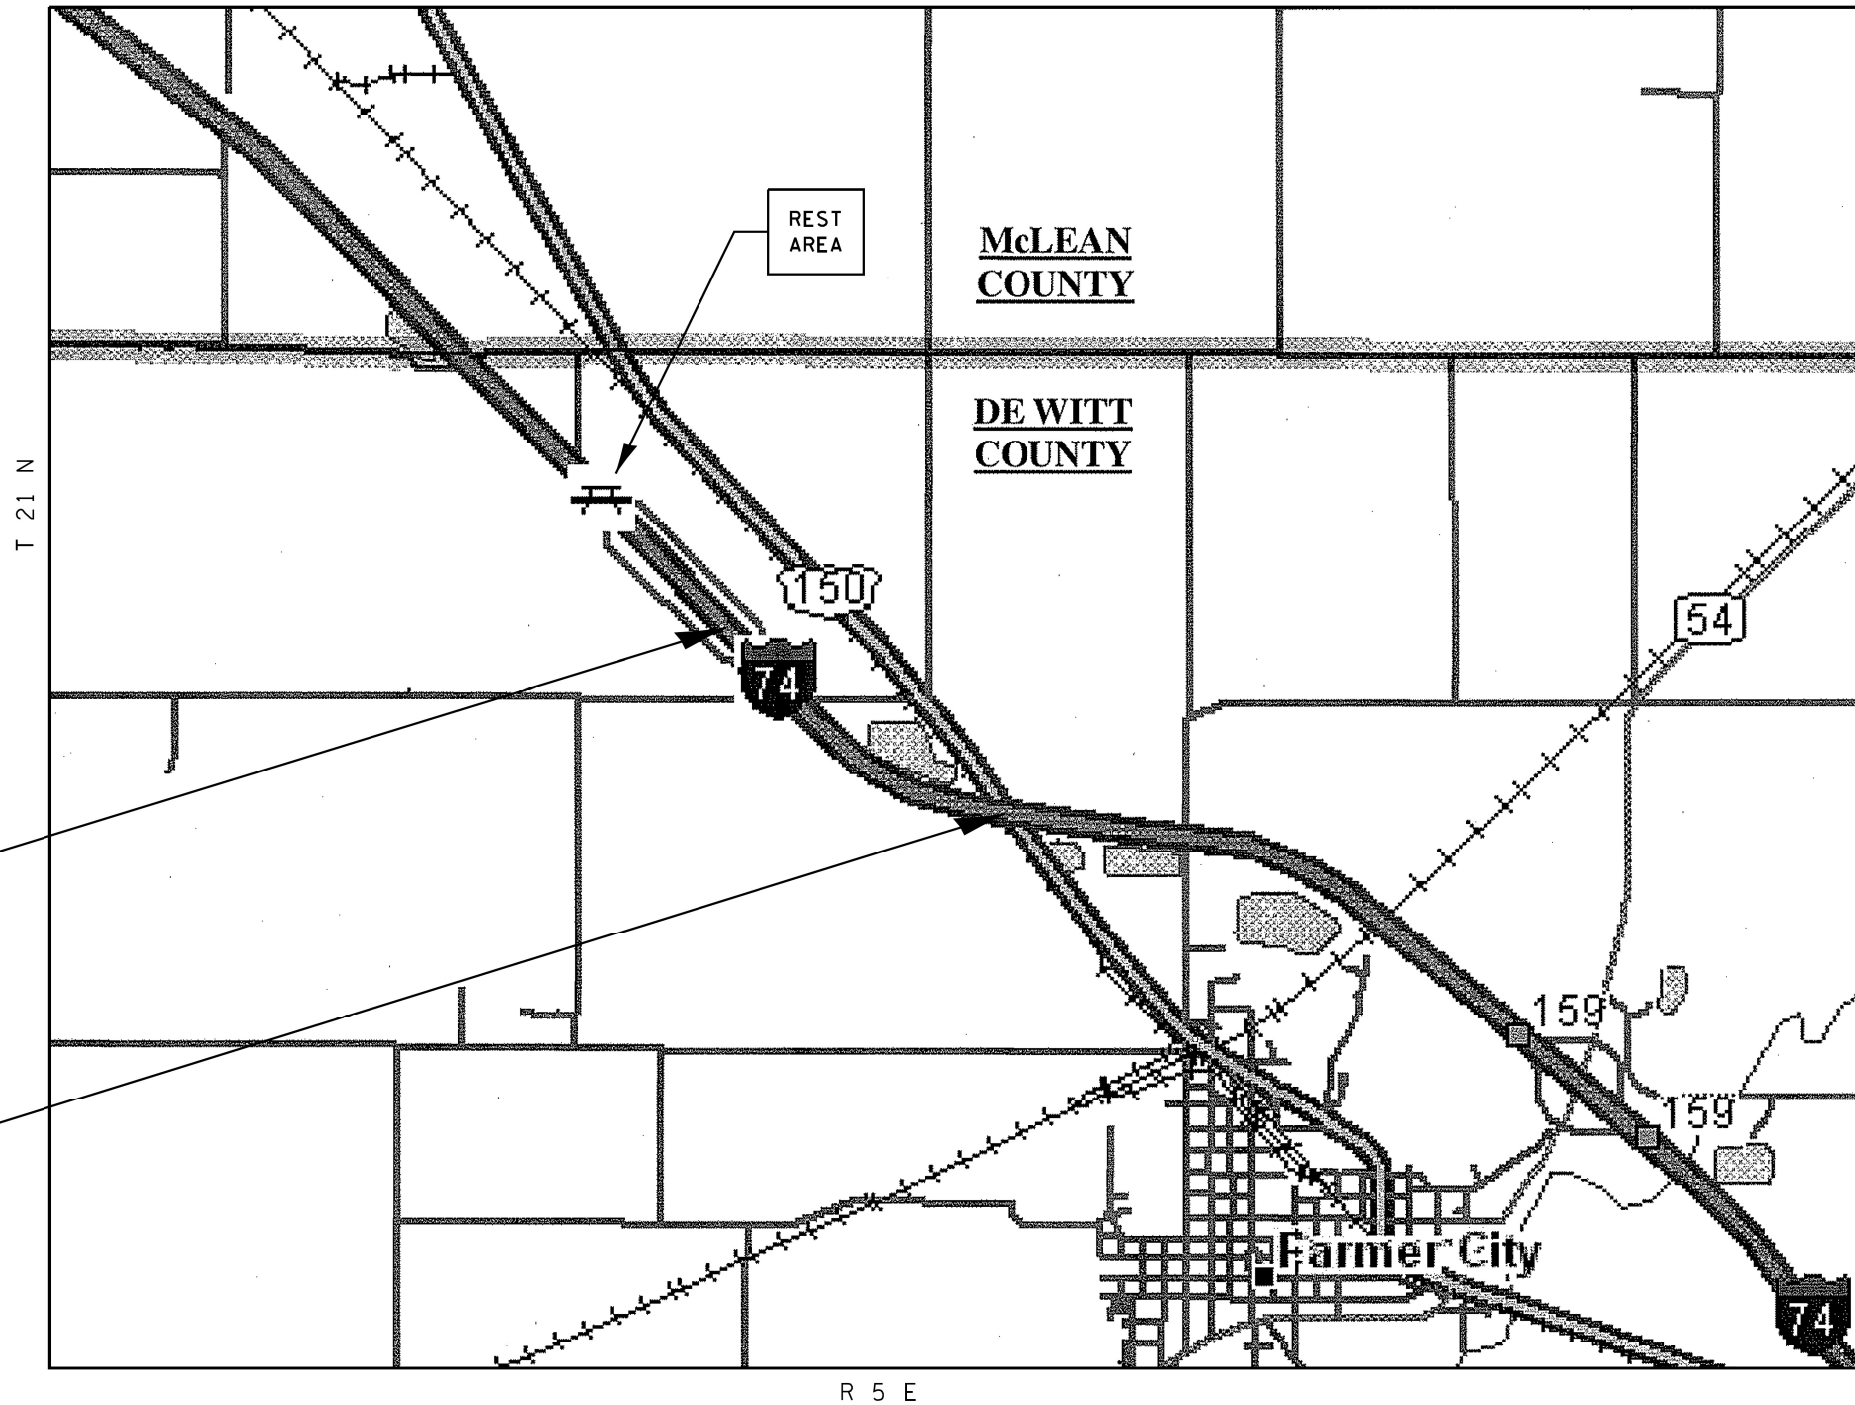 REST
AREA
McLEAN
COUNTY
DE WITT
COUNTY
T 21 N
150
54
74
159
159
Farmer City
74
R 5 E